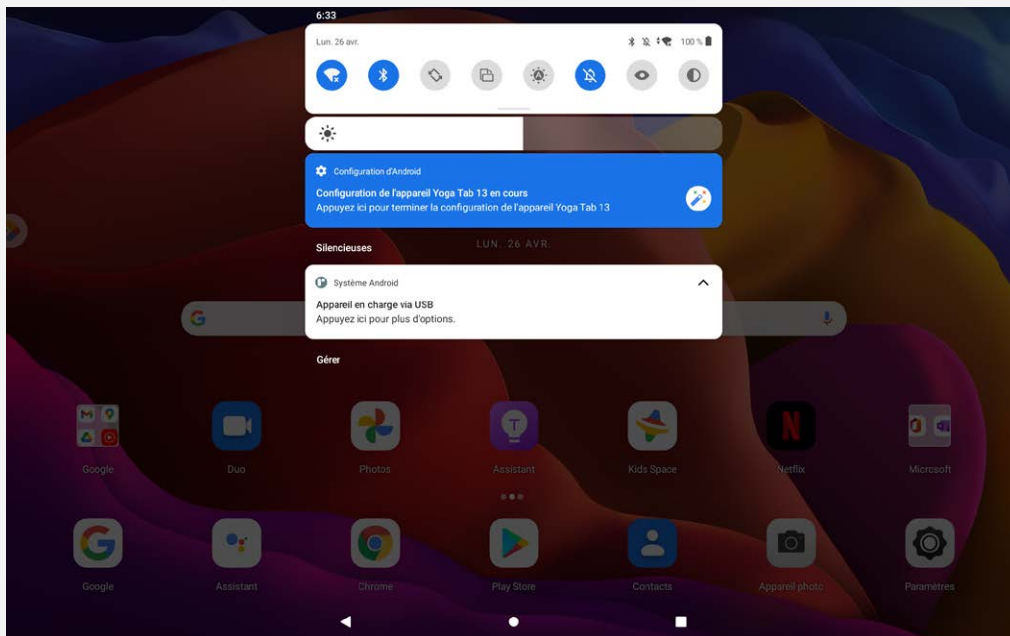 6:33
Lun. 26 avr.
100 %
Configuration d'Android
Configuration de l'appareil Yoga Tab 13 en cours
Appuyez ici pour terminer la configuration de l'appareil Yoga Tab 13
Silencieuses
LUN. 26 AVR.
Système Android
Appareil en charge via USB
Appuyez ici pour plus d'options.
Gérer
Google
Duo
Photos
Assistant
Kids Space
Netflix
Microsoft
Google
Assistant
Chrome
Play Store
Contacts
Appareil photo
Paramètres